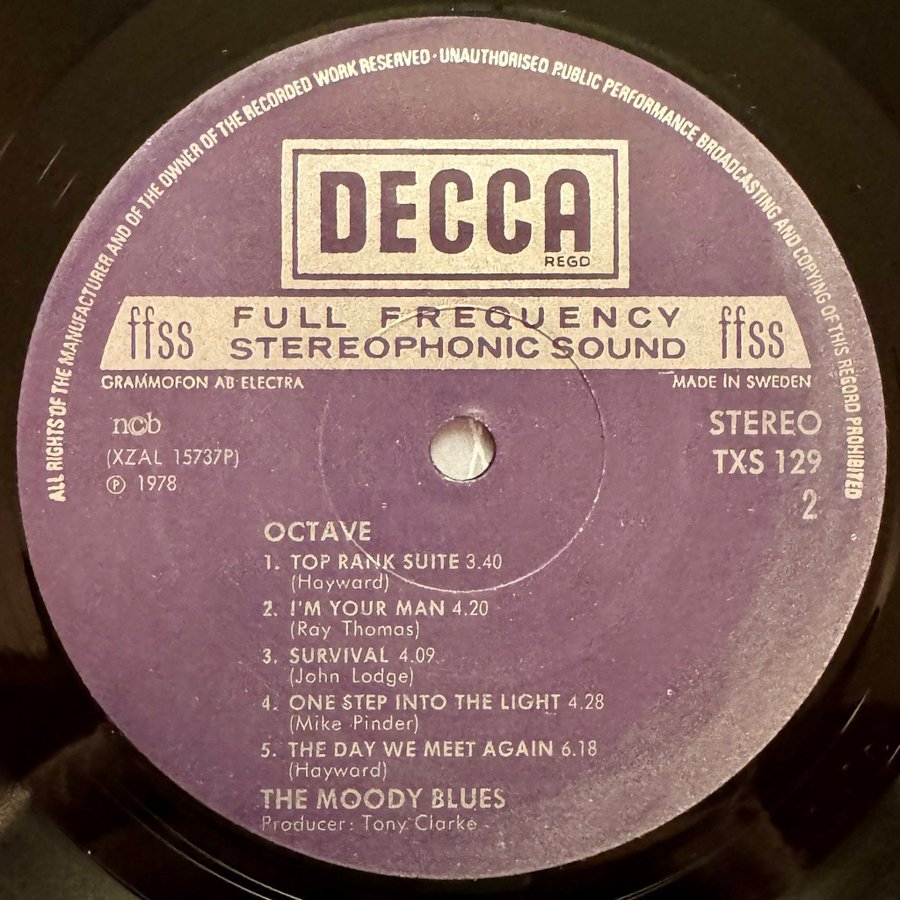 ALL RIGHTS OF THE MANUFACTURER AND OF THE OWNER OF THE RECORDED WORK RESERVED · UNAUTHORISED PUBLIC PERFORMANCE BROADCASTING AND COPYING OF THIS RECORD PROHIBITED
DECCA
REGD
ffss FULL FREQUENCY ffss
STEREOPHONIC SOUND
GRAMMOFON AB ELECTRA MADE IN SWEDEN
ncb STEREO
(XZAL 15737P) TXS 129
℗ 1978 2
OCTAVE
1. TOP RANK SUITE 3.40
(Hayward)
2. I'M YOUR MAN 4.20
(Ray Thomas)
3. SURVIVAL 4.09
(John Lodge)
4. ONE STEP INTO THE LIGHT 4.28
(Mike Pinder)
5. THE DAY WE MEET AGAIN 6.18
(Hayward)
THE MOODY BLUES
Producer: Tony Clarke